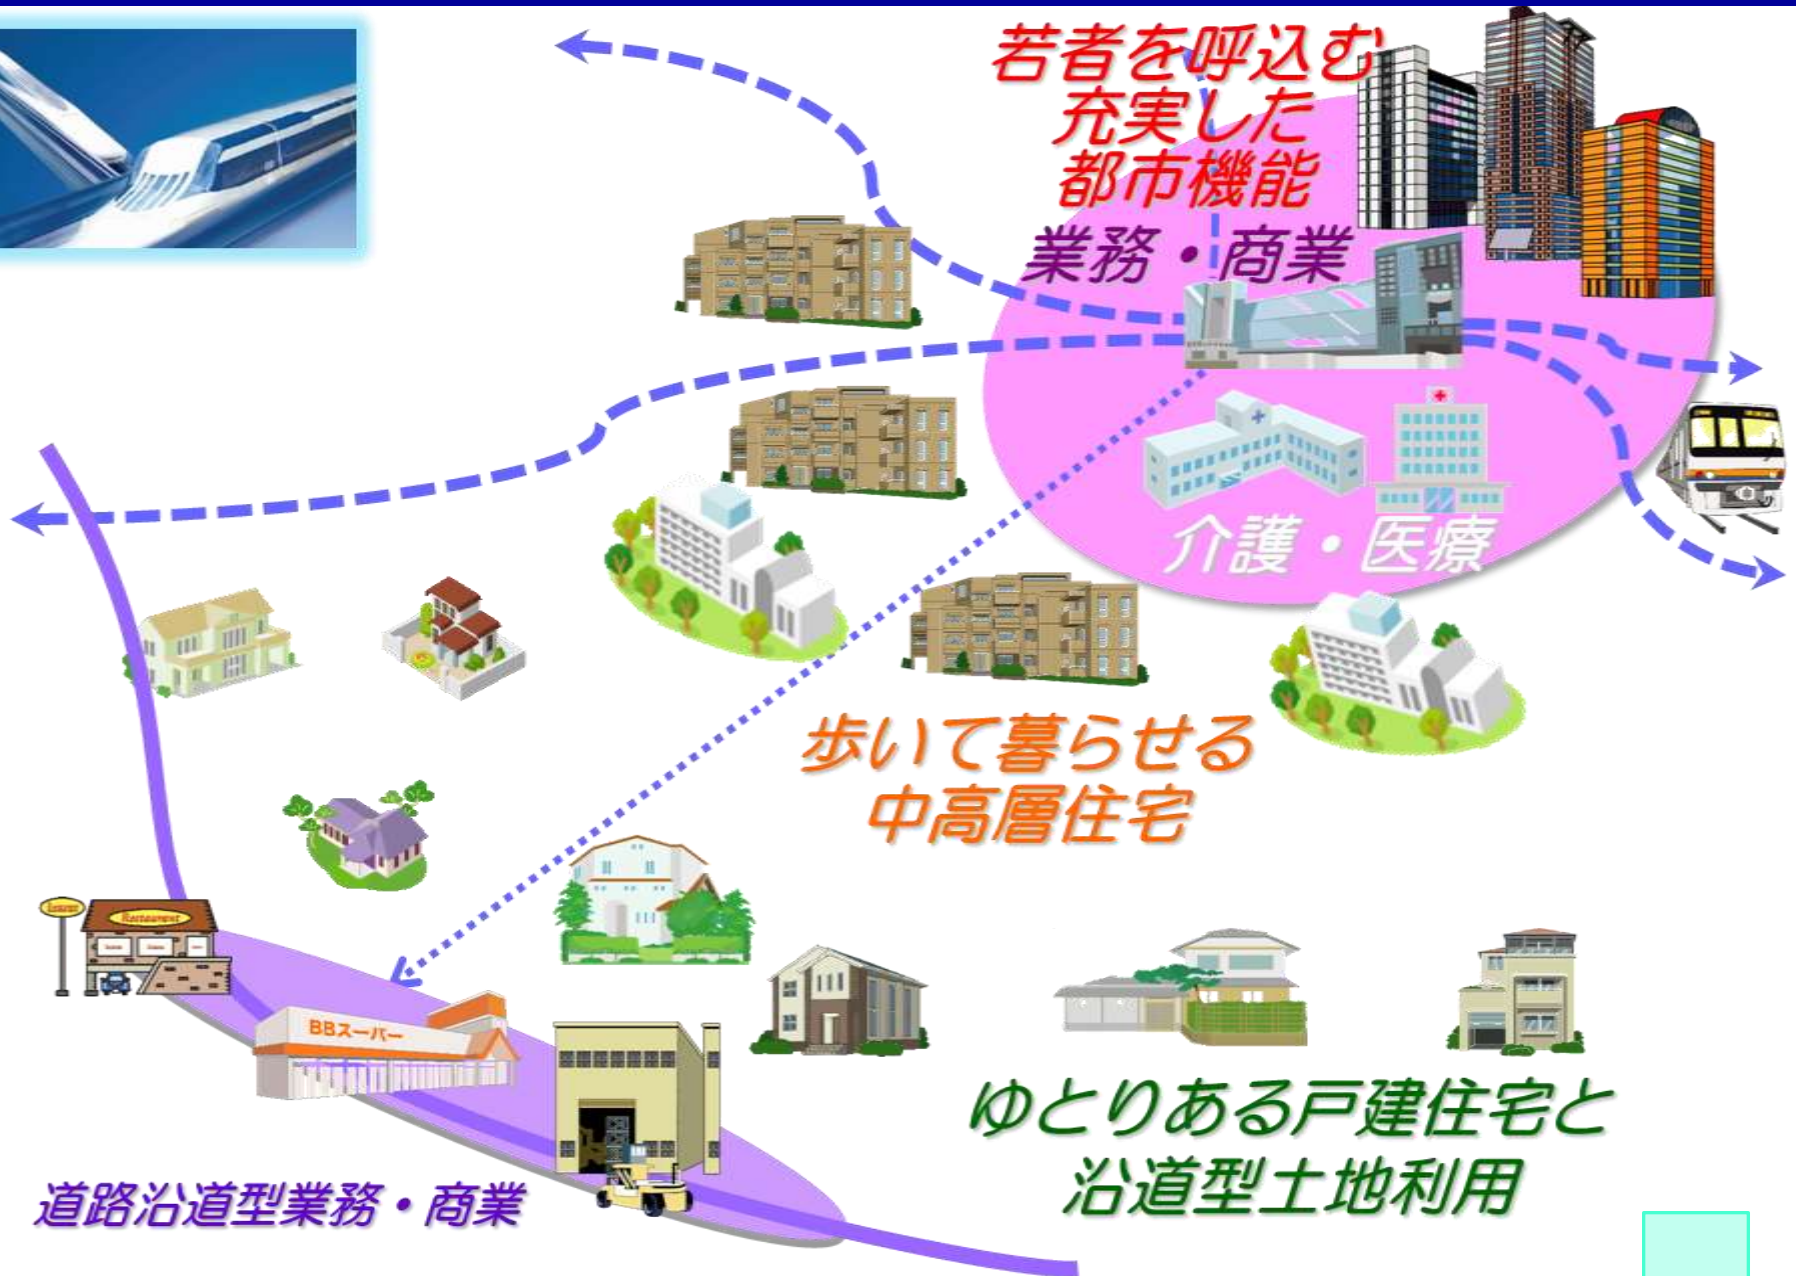 若者を呼込む
充実した
都市機能
業務・商業
介護・医療
歩いて暮らせる
中高層住宅
Restaurant
BBスーパー
ゆとりある戸建住宅と
沿道型土地利用
道路沿道型業務・商業